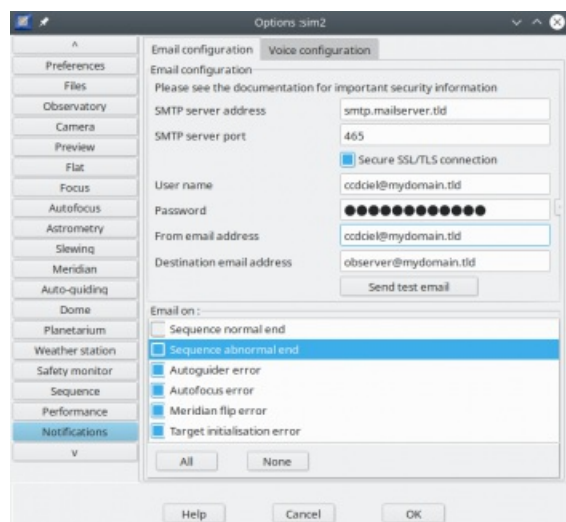 Options :sim2
^
Preferences
Files
Observatory
Camera
Preview
Flat
Focus
Autofocus
Astrometry
Slewing
Meridian
Auto-guiding
Dome
Planetarium
Weather station
Safety monitor
Sequence
Performance
Notifications
v
Email configuration Voice configuration
Email configuration
Please see the documentation for important security information
SMTP server address smtp.mailserver.tld
SMTP server port 465
Secure SSL/TLS connection
User name ccdciel@mydomain.tld
Password ●●●●●●●●●●●●
From email address ccdciel@mydomain.tld
Destination email address observer@mydomain.tld
Send test email
Email on :
Sequence normal end
Sequence abnormal end
Autoguider error
Autofocus error
Meridian flip error
Target initialisation error
All None
Help Cancel OK